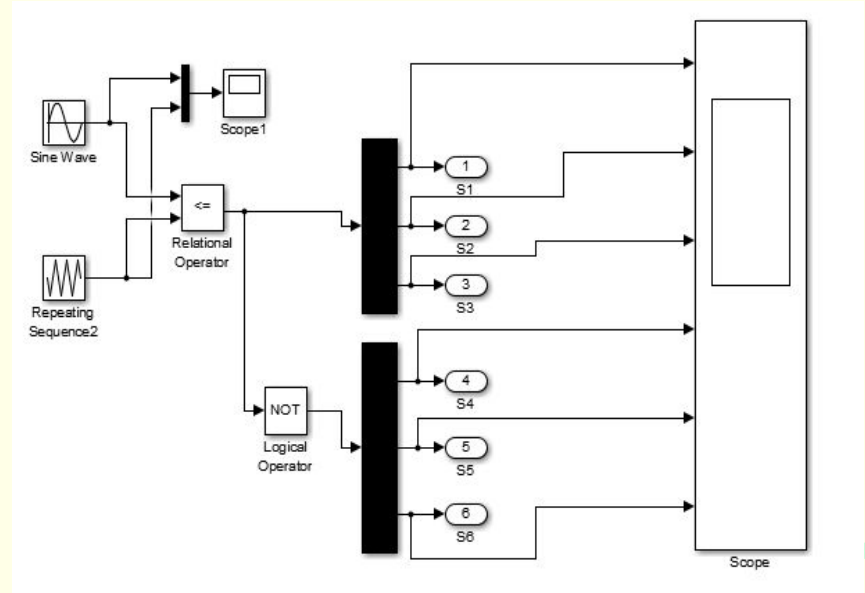 Scope1
Sine Wave
1
S1
<=
2
S2
Relational
Operator
3
S3
Repeating
Sequence2
4
S4
NOT
Logical
Operator
5
S5
6
S6
Scope